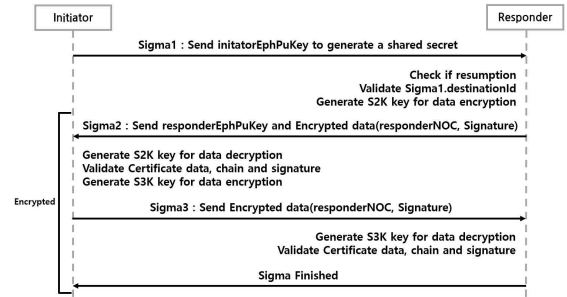 Initiator
Responder
Sigma1 : Send initatorEphPuKey to generate a shared secret
Check if resumption
Validate Sigma1.destinationId
Generate S2K key for data encryption
Sigma2 : Send responderEphPuKey and Encrypted data(responderNOC, Signature)
Generate S2K key for data decryption
Validate Certificate data, chain and signature
Generate S3K key for data encryption
Encrypted
Sigma3 : Send Encrypted data(responderNOC, Signature)
Generate S3K key for data decryption
Validate Certificate data, chain and signature
Sigma Finished